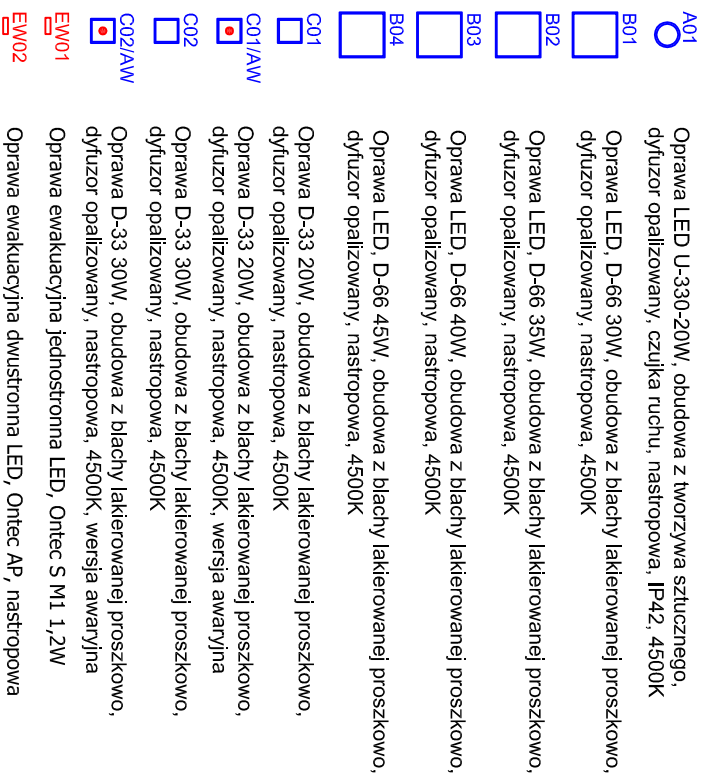 A01
Oprawa LED U-330-20W, obudowa z tworzywa sztucznego,
dyfuzor opalizowany, czujka ruchu, nastropowa, IP42, 4500K
B01
Oprawa LED, D-66 30W, obudowa z blachy lakierowanej proszkowo,
dyfuzor opalizowany, nastropowa, 4500K
B02
Oprawa LED, D-66 35W, obudowa z blachy lakierowanej proszkowo,
dyfuzor opalizowany, nastropowa, 4500K
B03
Oprawa LED, D-66 40W, obudowa z blachy lakierowanej proszkowo,
dyfuzor opalizowany, nastropowa, 4500K
B04
Oprawa LED, D-66 45W, obudowa z blachy lakierowanej proszkowo,
dyfuzor opalizowany, nastropowa, 4500K
C01
Oprawa D-33 20W, obudowa z blachy lakierowanej proszkowo,
dyfuzor opalizowany, nastropowa, 4500K
C01/AW
Oprawa D-33 20W, obudowa z blachy lakierowanej proszkowo,
dyfuzor opalizowany, nastropowa, 4500K, wersja awaryjna
C02
Oprawa D-33 30W, obudowa z blachy lakierowanej proszkowo,
dyfuzor opalizowany, nastropowa, 4500K
C02/AW
Oprawa D-33 30W, obudowa z blachy lakierowanej proszkowo,
dyfuzor opalizowany, nastropowa, 4500K, wersja awaryjna
EW01
Oprawa ewakuacyjna jednostronna LED, Ontec S M1 1,2W
EW02
Oprawa ewakuacyjna dwustronna LED, Ontec AP, nastropowa